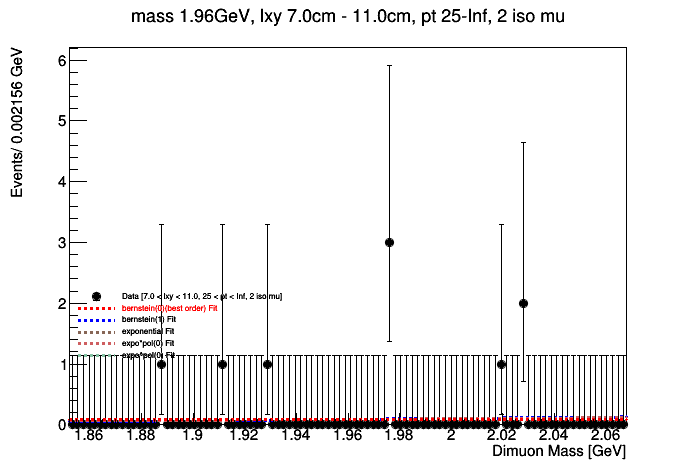 mass 1.96GeV, lxy 7.0cm - 11.0cm, pt 25-Inf, 2 iso mu
Events/ 0.002156 GeV
6
5
4
3
2
1
0
Data [7.0 < lxy < 11.0, 25 < pt < Inf, 2 iso mu]
bernstein(0)(best order) Fit
bernstein(1) Fit
exponential Fit
expo*pol(0) Fit
expo*pol(0) Fit
1.86 1.88 1.9 1.92 1.94 1.96 1.98 2 2.02 2.04 2.06
Dimuon Mass [GeV]